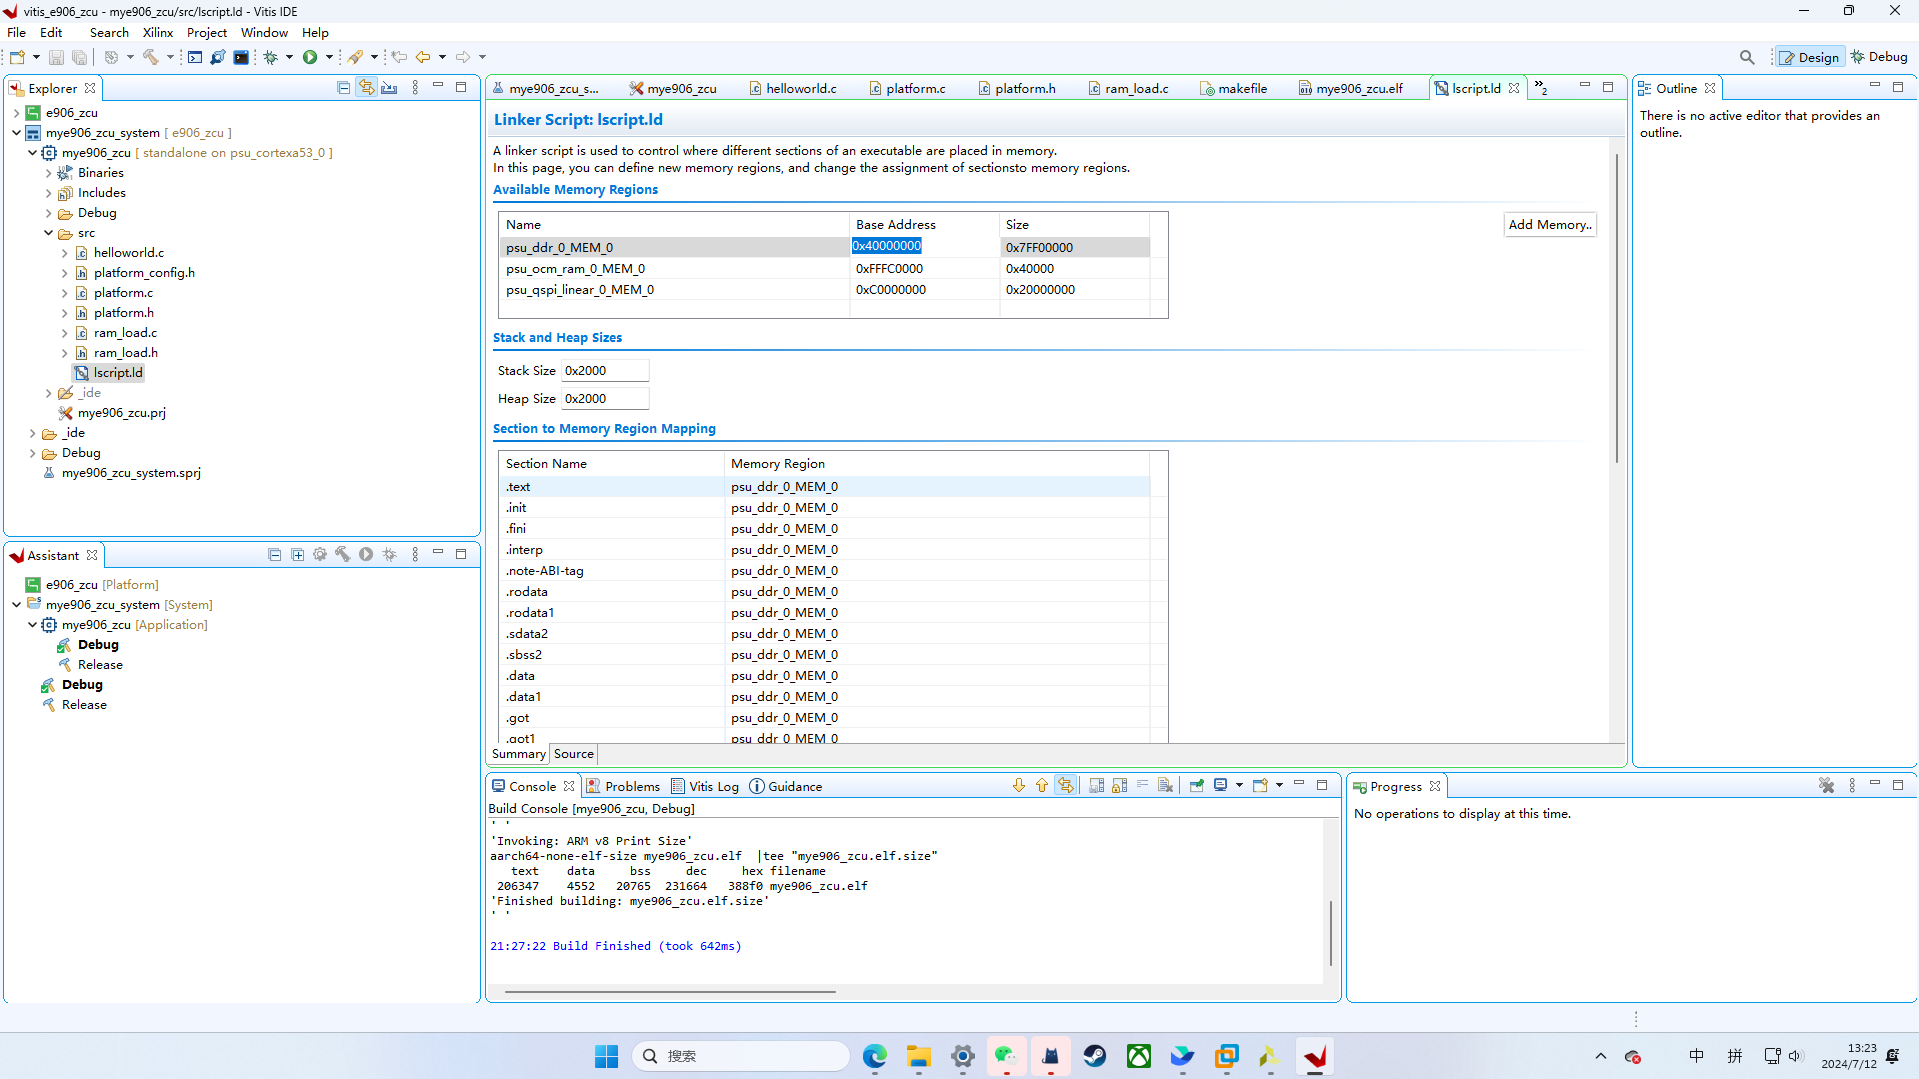 vitis_e906_zcu - mye906_zcu/src/lscript.ld - Vitis IDE
File Edit Search Xilinx Project Window Help
Design Debug
Explorer
e906_zcu
mye906_zcu_system [ e906_zcu ]
mye906_zcu [ standalone on psu_cortexa53_0 ]
Binaries
Includes
Debug
src
helloworld.c
platform_config.h
platform.c
platform.h
ram_load.c
ram_load.h
lscript.ld
_ide
mye906_zcu.prj
_ide
Debug
mye906_zcu_system.sprj
Assistant
e906_zcu [Platform]
mye906_zcu_system [System]
mye906_zcu [Application]
Debug
Release
Debug
Release
mye906_zcu_s... mye906_zcu helloworld.c platform.c platform.h ram_load.c makefile mye906_zcu.elf lscript.ld »2
Linker Script: lscript.ld
A linker script is used to control where different sections of an executable are placed in memory.
In this page, you can define new memory regions, and change the assignment of sectionsto memory regions.
Available Memory Regions
Name Base Address Size
psu_ddr_0_MEM_0 0x40000000 0x7FF00000
psu_ocm_ram_0_MEM_0 0xFFFC0000 0x40000
psu_qspi_linear_0_MEM_0 0xC0000000 0x20000000
Add Memory..
Stack and Heap Sizes
Stack Size 0x2000
Heap Size 0x2000
Section to Memory Region Mapping
Section Name Memory Region
.text psu_ddr_0_MEM_0
.init psu_ddr_0_MEM_0
.fini psu_ddr_0_MEM_0
.interp psu_ddr_0_MEM_0
.note-ABI-tag psu_ddr_0_MEM_0
.rodata psu_ddr_0_MEM_0
.rodata1 psu_ddr_0_MEM_0
.sdata2 psu_ddr_0_MEM_0
.sbss2 psu_ddr_0_MEM_0
.data psu_ddr_0_MEM_0
.data1 psu_ddr_0_MEM_0
.got psu_ddr_0_MEM_0
.got1 psu_ddr_0_MEM_0
Summary Source
Outline
There is no active editor that provides an
outline.
Console Problems Vitis Log Guidance
Build Console [mye906_zcu, Debug]
' '
'Invoking: ARM v8 Print Size'
aarch64-none-elf-size mye906_zcu.elf |tee "mye906_zcu.elf.size"
text data bss dec hex filename
206347 4552 20765 231664 388f0 mye906_zcu.elf
'Finished building: mye906_zcu.elf.size'
' '
21:27:22 Build Finished (took 642ms)
Progress
No operations to display at this time.
搜索
中 拼
13:23
2024/7/12